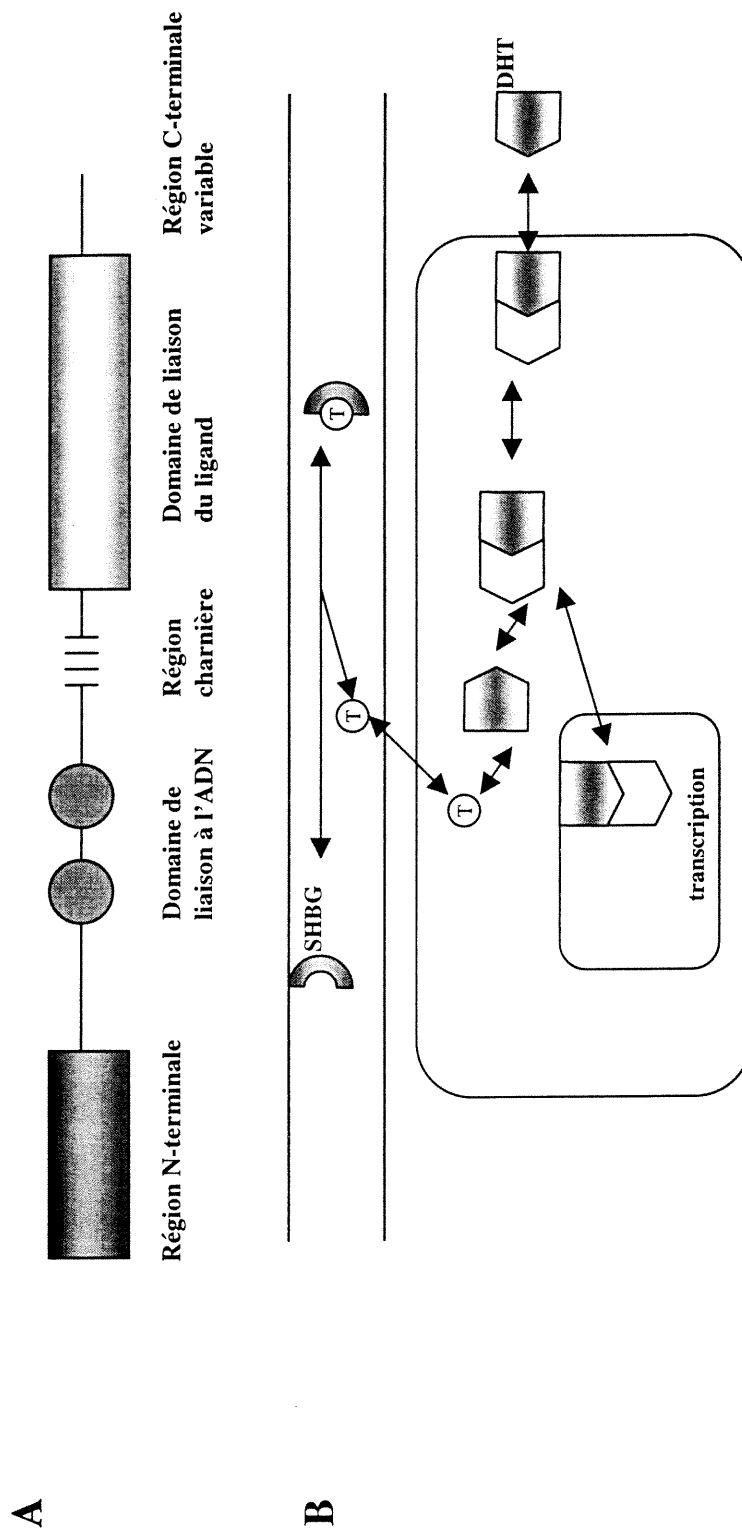 A
Région N-terminale
Domaine de
liaison à l'ADN
Région
charnière
Domaine de liaison
du ligand
Région C-terminale
variable
B
SHBG
T
T
T
DHT
transcription